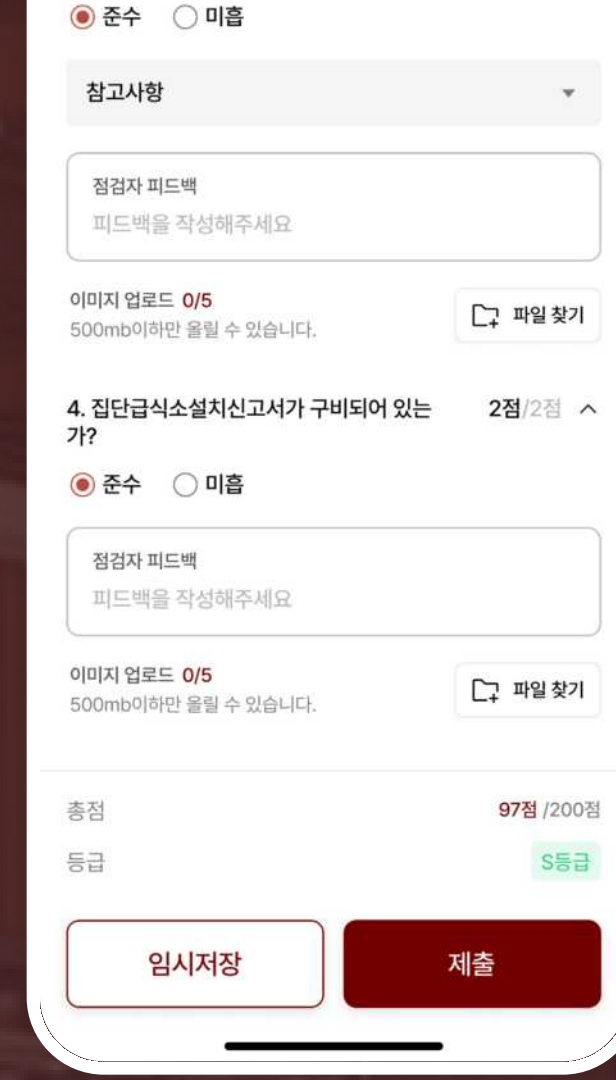 준수 미흡
참고사항
점검자 피드백
피드백을 작성해주세요
이미지 업로드 0/5
파일 찾기
500mb이하만 올릴 수 있습니다.
4. 집단급식소설치신고서가 구비되어 있는 2점/2점
가?
준수 미흡
점검자 피드백
피드백을 작성해주세요
이미지 업로드 0/5
파일 찾기
500mb이하만 올릴 수 있습니다.
총점 97점 /200점
등급 S등급
임시저장 제출